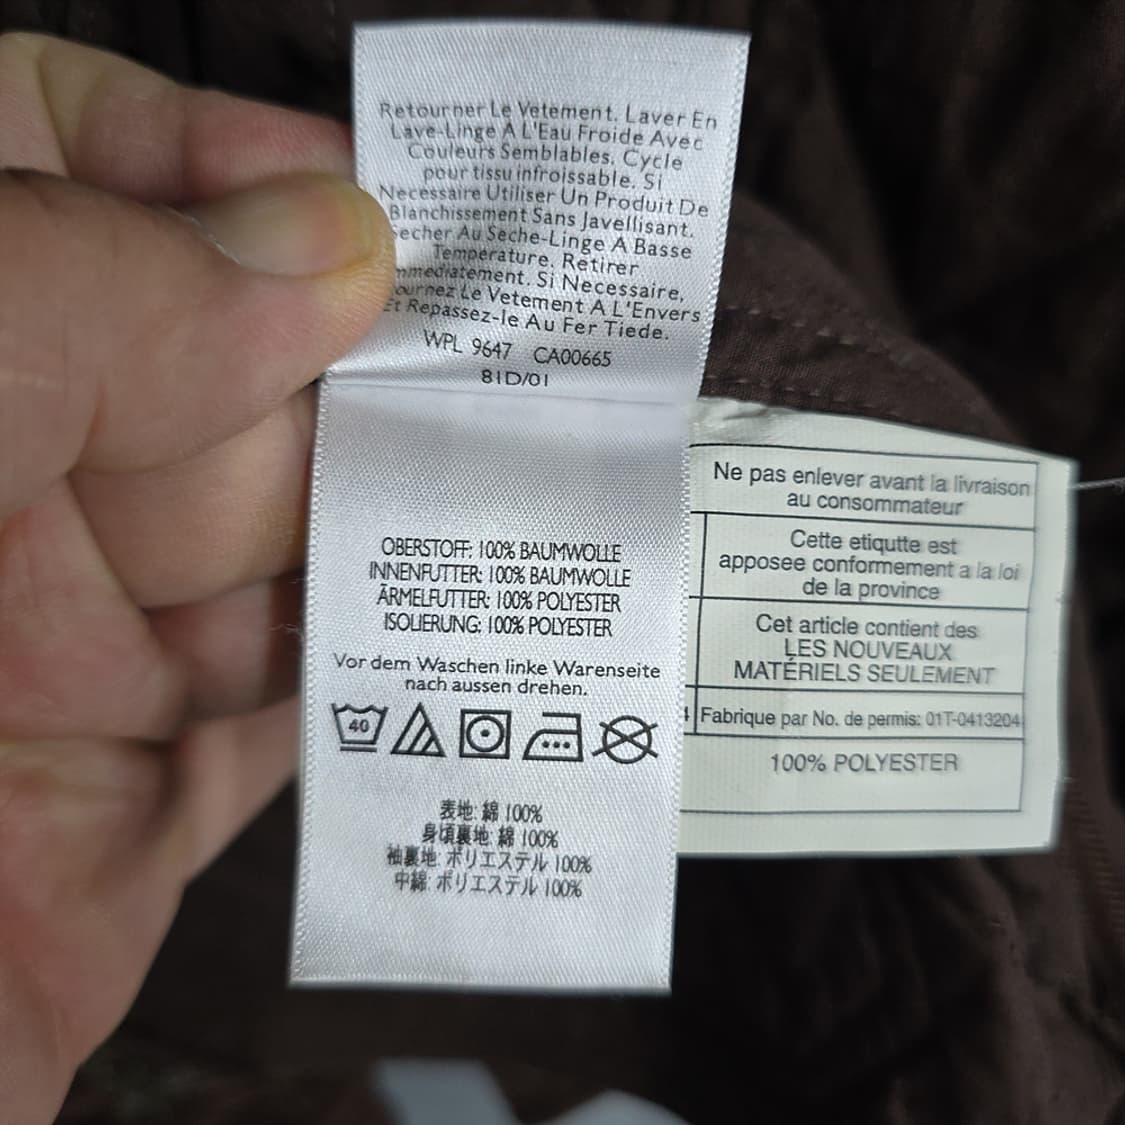 Retourner Le Vetement. Laver En
Lave-Linge A L'Eau Froide Avec
Couleurs Semblables. Cycle
pour tissu infroissable. Si
Necessaire Utiliser Un Produit De
Blanchissement Sans Javellisant.
Secher Au Seche-Linge A Basse
Temperature. Retirer
mmediatement. Si Necessaire,
ournez Le Vetement A L'Envers
Et Repassez-le Au Fer Tiede.
WPL 9647 CA00665
81D/01
OBERSTOFF: 100% BAUMWOLLE
INNENFUTTER: 100% BAUMWOLLE
ARMELFUTTER: 100% POLYESTER
ISOLIERUNG: 100% POLYESTER
Vor dem Waschen linke Warenseite
nach aussen drehen.
40
表地: 綿 100%
身頃裏地: 綿 100%
袖裏地: ポリエステル 100%
中綿: ポリエステル 100%
Ne pas enlever avant la livraison
au consommateur
Cette etiqutte est
apposee conformement a la loi
de la province
Cet article contient des
LES NOUVEAUX
MATÉRIELS SEULEMENT
4 Fabrique par No. de permis: 01T-0413204
100% POLYESTER